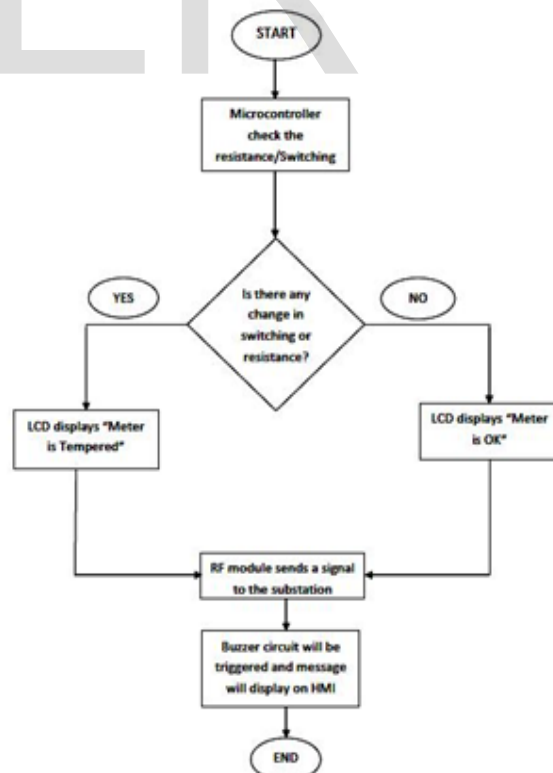 START
Microcontroller
check the
resistance/Switching
Is there any
change in
switching or
resistance?
YES
NO
LCD displays “Meter
is Tempered”
LCD displays “Meter
is OK”
RF module sends a signal
to the substation
Buzzer circuit will be
triggered and message
will display on HMI
END